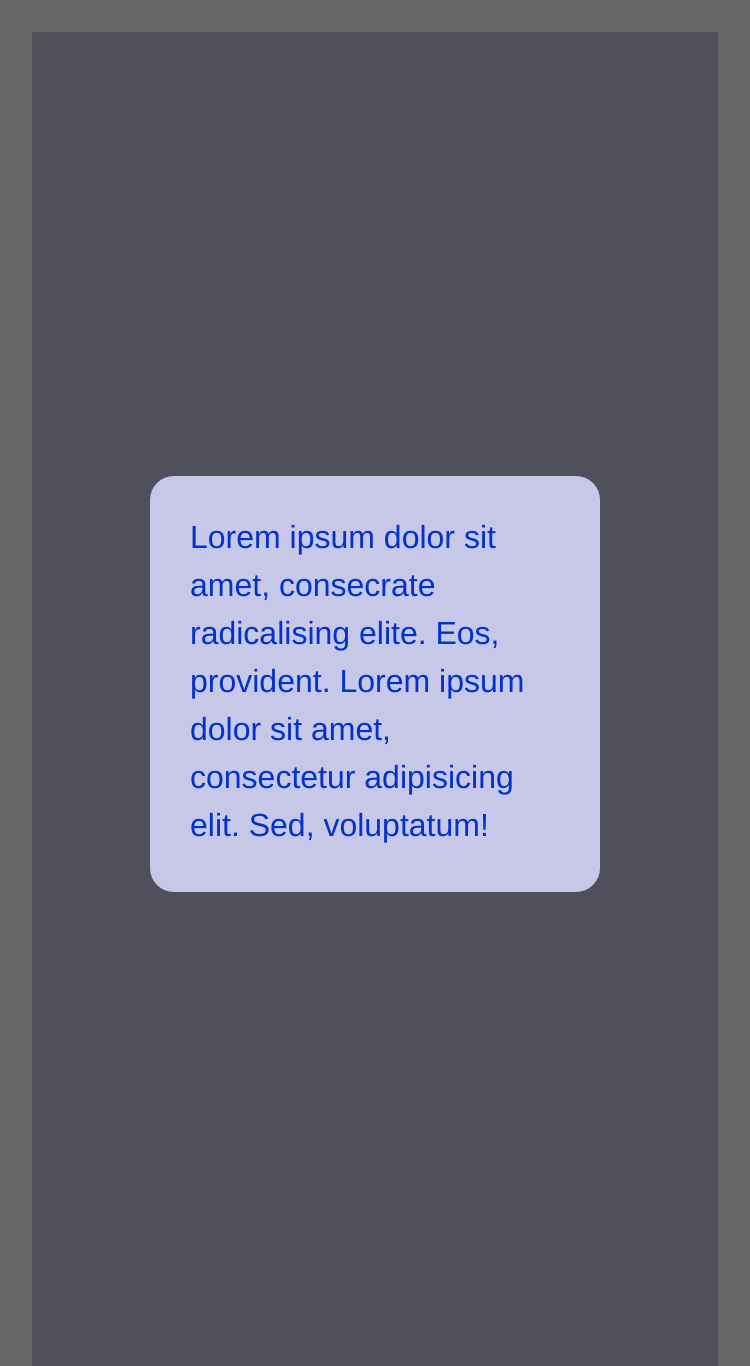 Lorem ipsum dolor sit
amet, consecrate
radicalising elite. Eos,
provident. Lorem ipsum
dolor sit amet,
consectetur adipisicing
elit. Sed, voluptatum!